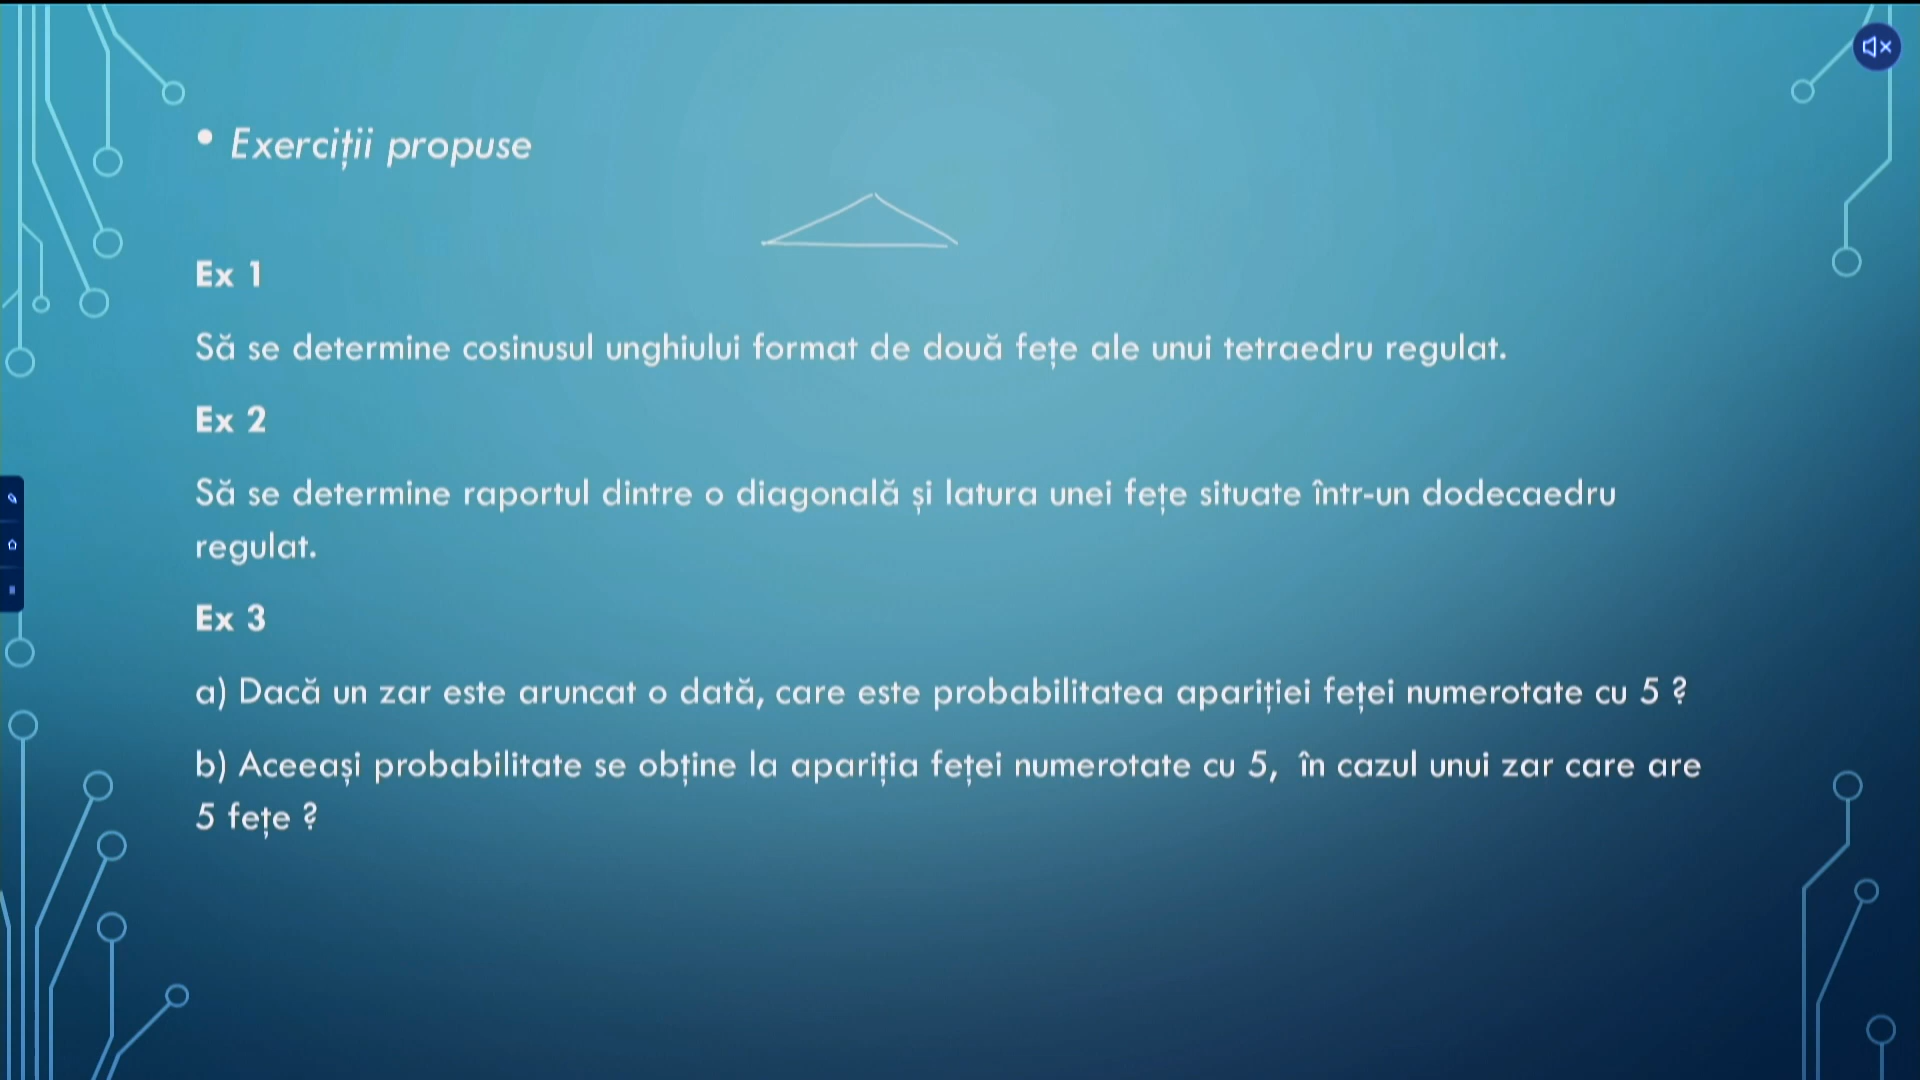 • Exerciții propuse
Ex 1
Să se determine cosinusul unghiului format de două fețe ale unui tetraedru regulat.
Ex 2
Să se determine raportul dintre o diagonală și latura unei fețe situate într-un dodecaedru
regulat.
Ex 3
a) Dacă un zar este aruncat o dată, care este probabilitatea apariției feței numerotate cu 5 ?
b) Aceeași probabilitate se obține la apariția feței numerotate cu 5,  în cazul unui zar care are
5 fețe ?